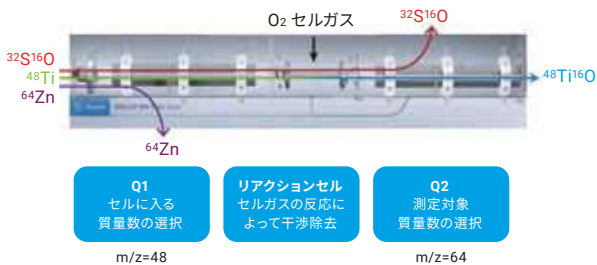 O₂ セルガス
³²S¹⁶O
³²S¹⁶O
⁴⁸Ti
⁶⁴Zn
⁴⁸Ti¹⁶O
⁶⁴Zn
Q1
セルに入る
質量数の選択
リアクションセル
セルガスの反応に
よって干渉除去
Q2
測定対象
質量数の選択
m/z=48
m/z=64